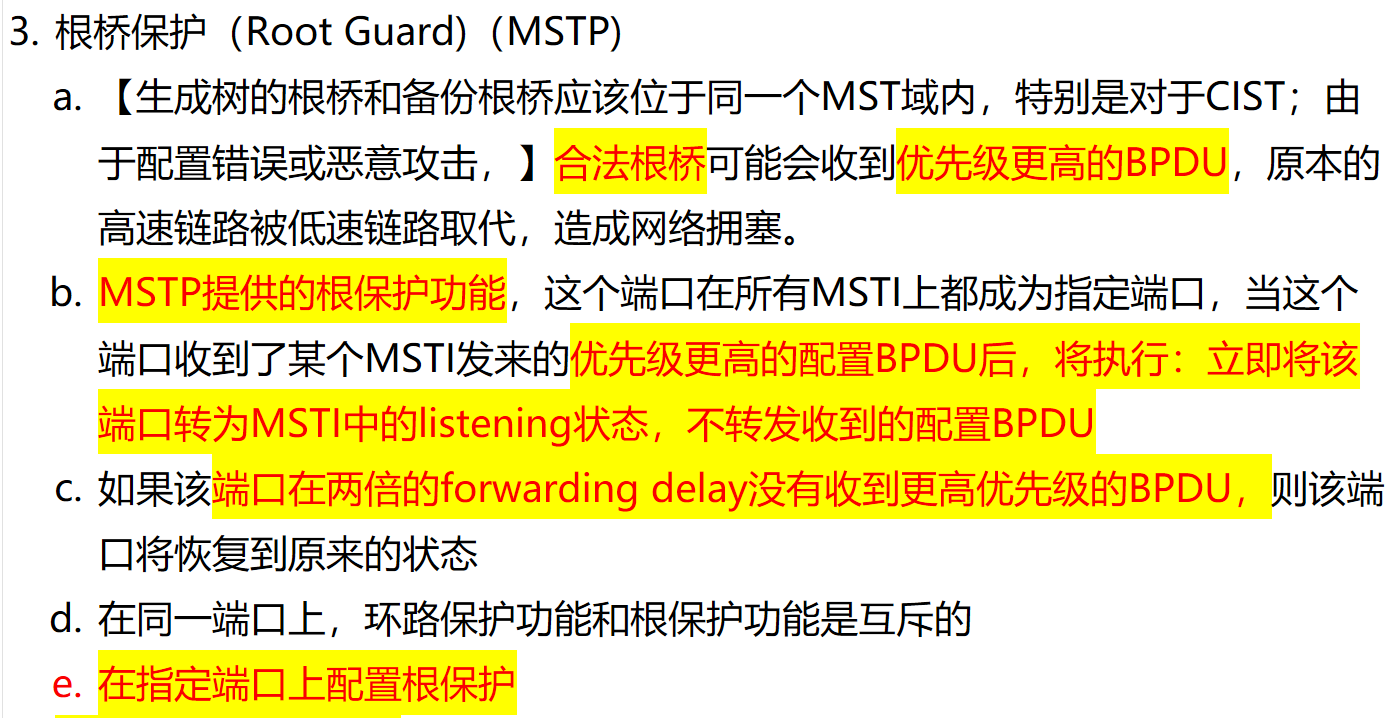 3. 根桥保护（Root Guard)（MSTP)
a. 【生成树的根桥和备份根桥应该位于同一个MST域内，特别是对于CIST；由
于配置错误或恶意攻击，】合法根桥可能会收到优先级更高的BPDU，原本的
高速链路被低速链路取代，造成网络拥塞。
b. MSTP提供的根保护功能，这个端口在所有MSTI上都成为指定端口，当这个
端口收到了某个MSTI发来的优先级更高的配置BPDU后，将执行：立即将该
端口转为MSTI中的listening状态，不转发收到的配置BPDU
c. 如果该端口在两倍的forwarding delay没有收到更高优先级的BPDU，则该端
口将恢复到原来的状态
d. 在同一端口上，环路保护功能和根保护功能是互斥的
e. 在指定端口上配置根保护